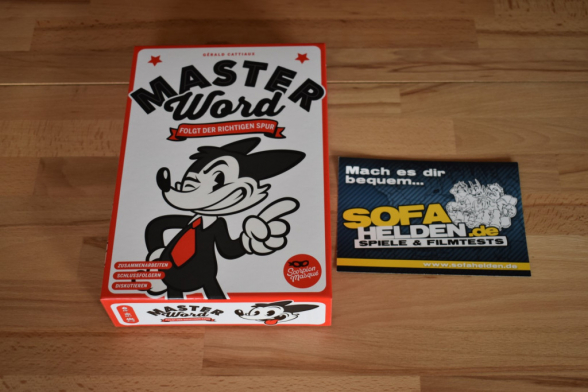 GÉRALD CATTIAUX
MASTER
Word
FOLGT DER RICHTIGEN SPUR
ZUSAMMENARBEITEN
SCHLUSSFOLGERN
DISKUTIEREN
Scorpion
Masqué
MASTER
Word
Mach es dir
bequem...
SOFA
HELDEN.de
SPIELE & FILMTESTS
www.sofahelden.de